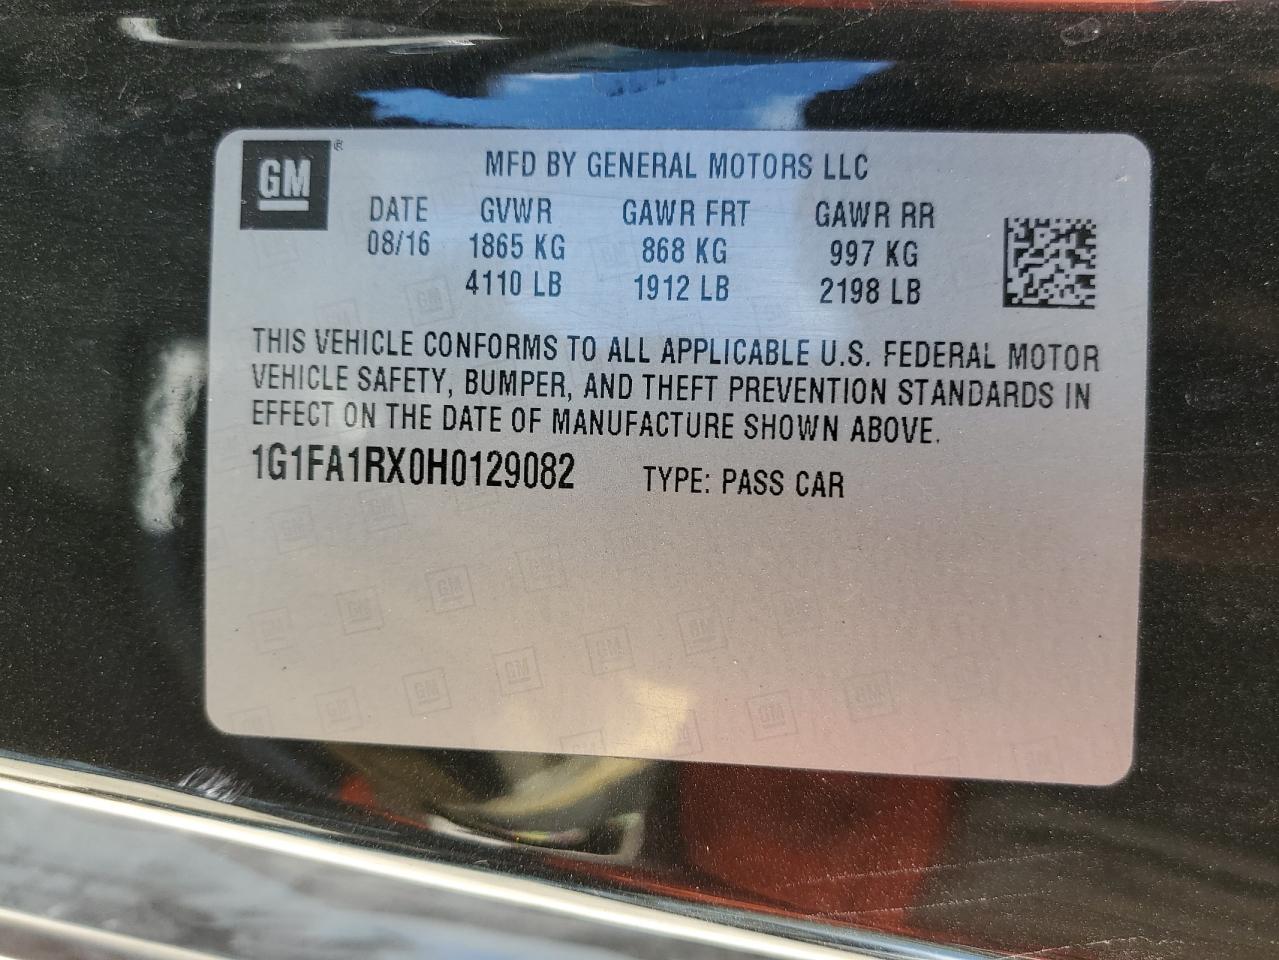 GM®
MFD BY GENERAL MOTORS LLC
DATE GVWR GAWR FRT GAWR RR
08/16 1865 KG 868 KG 997 KG
4110 LB 1912 LB 2198 LB
THIS VEHICLE CONFORMS TO ALL APPLICABLE U.S. FEDERAL MOTOR
VEHICLE SAFETY, BUMPER, AND THEFT PREVENTION STANDARDS IN
EFFECT ON THE DATE OF MANUFACTURE SHOWN ABOVE.
1G1FA1RX0H0129082 TYPE: PASS CAR